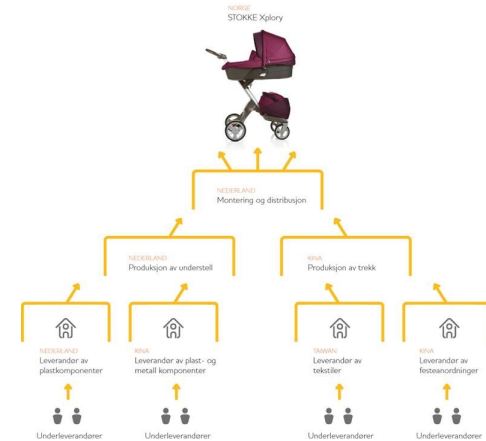 NORGE
STOKKE Xplory
NEDERLAND
Montering og distribusjon
NEDERLAND
Produksjon av understell
KINA
Produksjon av trekk
NEDERLAND
Leverandør av
plastkomponenter
KINA
Leverandør av plast- og
metall komponenter
TAIWAN
Leverandør av
tekstiler
KINA
Leverandør av
festeanordninger
Underleverandører
Underleverandører
Underleverandører
Underleverandører